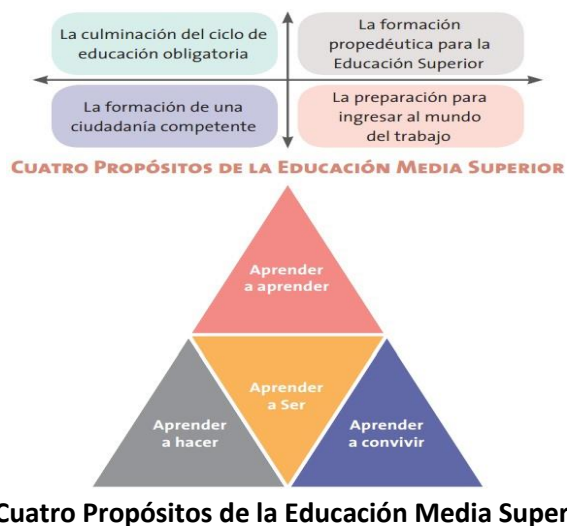 La culminación del ciclo de
educación obligatoria
La formación
propedéutica para la
Educación Superior
La formación de una
ciudadanía competente
La preparación para
ingresar al mundo
del trabajo
CUATRO PROPÓSITOS DE LA EDUCACIÓN MEDIA SUPERIOR
Aprender
a aprender
Aprender
a Ser
Aprender
a hacer
Aprender
a convivir
Cuatro Propósitos de la Educación Media Super